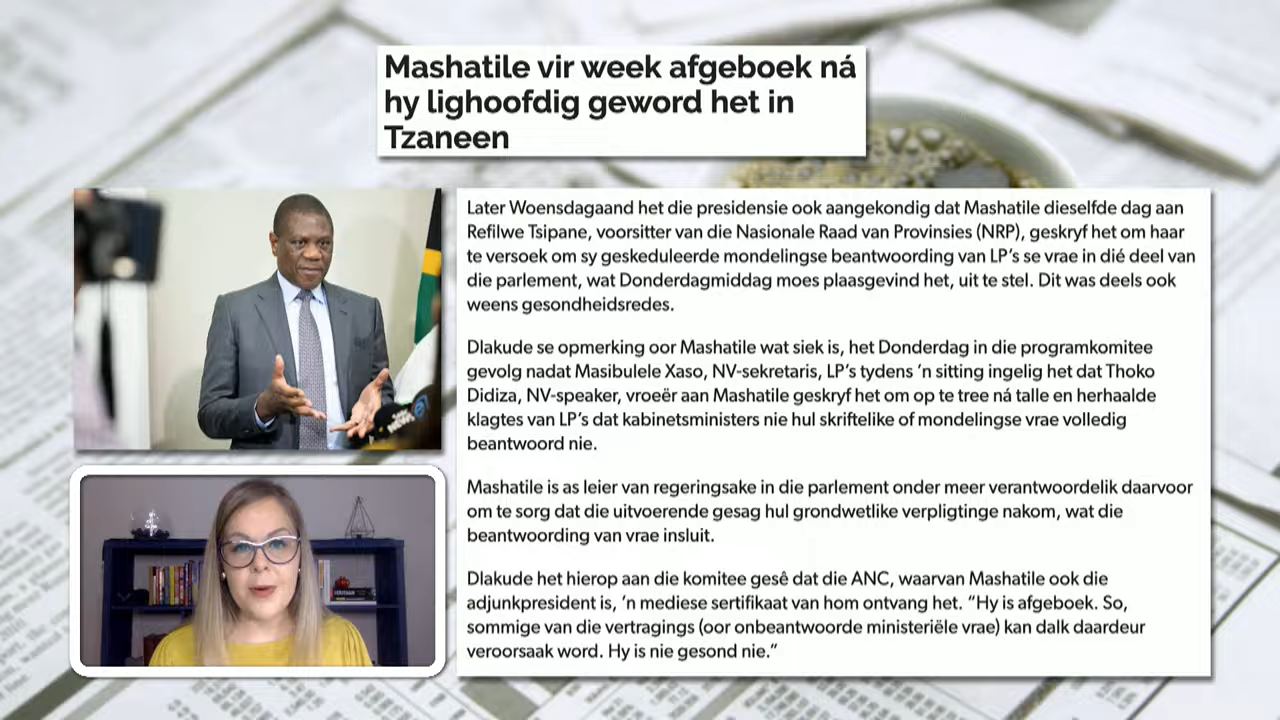 Mashatile vir week afgeboek ná
hy lighoofdig geword het in
Tzaneen
Later Woensdagaand het die presidensie ook aangekondig dat Mashatile dieselfde dag aan
Refilwe Tsipane, voorsitter van die Nasionale Raad van Provinsies (NRP), geskryf het om haar
te versoek om sy geskeduleerde mondelingse beantwoording van LP’s se vrae in dié deel van
die parlement, wat Donderdagmiddag moes plaasgevind het, uit te stel. Dit was deels ook
weens gesondheidsredes.
Dlakude se opmerking oor Mashatile wat siek is, het Donderdag in die programkomitee
gevolg nadat Masibulele Xaso, NV-sekretaris, LP’s tydens ’n sitting ingelig het dat Thoko
Didiza, NV-speaker, vroeër aan Mashatile geskryf het om op te tree ná talle en herhaalde
klagtes van LP’s dat kabinetsministers nie hul skriftelike of mondelingse vrae volledig
beantwoord nie.
Mashatile is as leier van regeringsake in die parlement onder meer verantwoordelik daarvoor
om te sorg dat die uitvoerende gesag hul grondwetlike verpligtinge nakom, wat die
beantwoording van vrae insluit.
Dlakude het hierop aan die komitee gesê dat die ANC, waarvan Mashatile ook die
adjunkpresident is, ’n mediese sertifikaat van hom ontvang het. “Hy is afgeboek. So,
sommige van die vertragings (oor onbeantwoorde ministeriële vrae) kan dalk daardeur
veroorsaak word. Hy is nie gesond nie.”